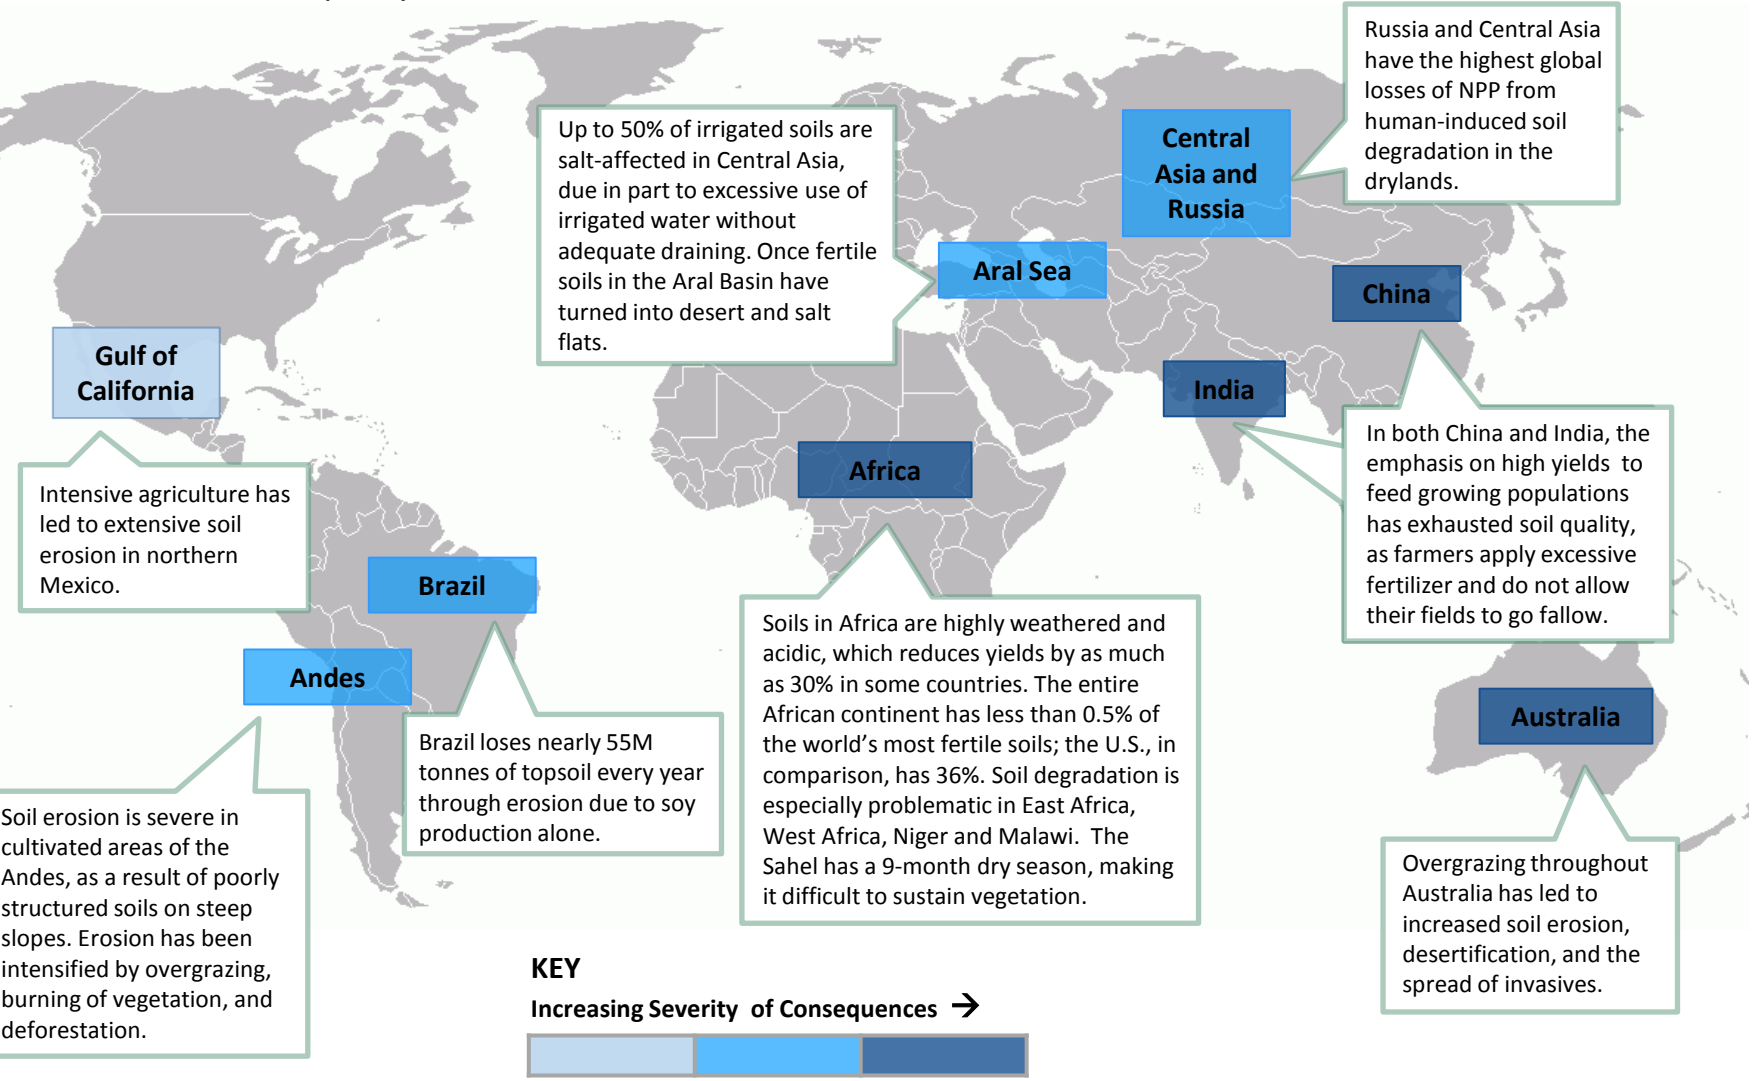 Russia and Central Asia
have the highest global
losses of NPP from
human-induced soil
degradation in the
drylands.
Up to 50% of irrigated soils are
salt-affected in Central Asia,
due in part to excessive use of
irrigated water without
adequate draining. Once fertile
soils in the Aral Basin have
turned into desert and salt
flats.
Central
Asia and
Russia
Aral Sea
China
Gulf of
California
India
Africa
In both China and India, the
emphasis on high yields to
feed growing populations
has exhausted soil quality,
as farmers apply excessive
fertilizer and do not allow
their fields to go fallow.
Intensive agriculture has
led to extensive soil
erosion in northern
Mexico.
Brazil
Andes
Soils in Africa are highly weathered and
acidic, which reduces yields by as much
as 30% in some countries. The entire
African continent has less than 0.5% of
the world's most fertile soils; the U.S., in
comparison, has 36%. Soil degradation is
especially problematic in East Africa,
West Africa, Niger and Malawi. The
Sahel has a 9-month dry season, making
it difficult to sustain vegetation.
Australia
Brazil loses nearly 55M
tonnes of topsoil every year
through erosion due to soy
production alone.
Soil erosion is severe in
cultivated areas of the
Andes, as a result of poorly
structured soils on steep
slopes. Erosion has been
intensified by overgrazing,
burning of vegetation, and
deforestation.
Overgrazing throughout
Australia has led to
increased soil erosion,
desertification, and the
spread of invasives.
KEY
Increasing Severity of Consequences →